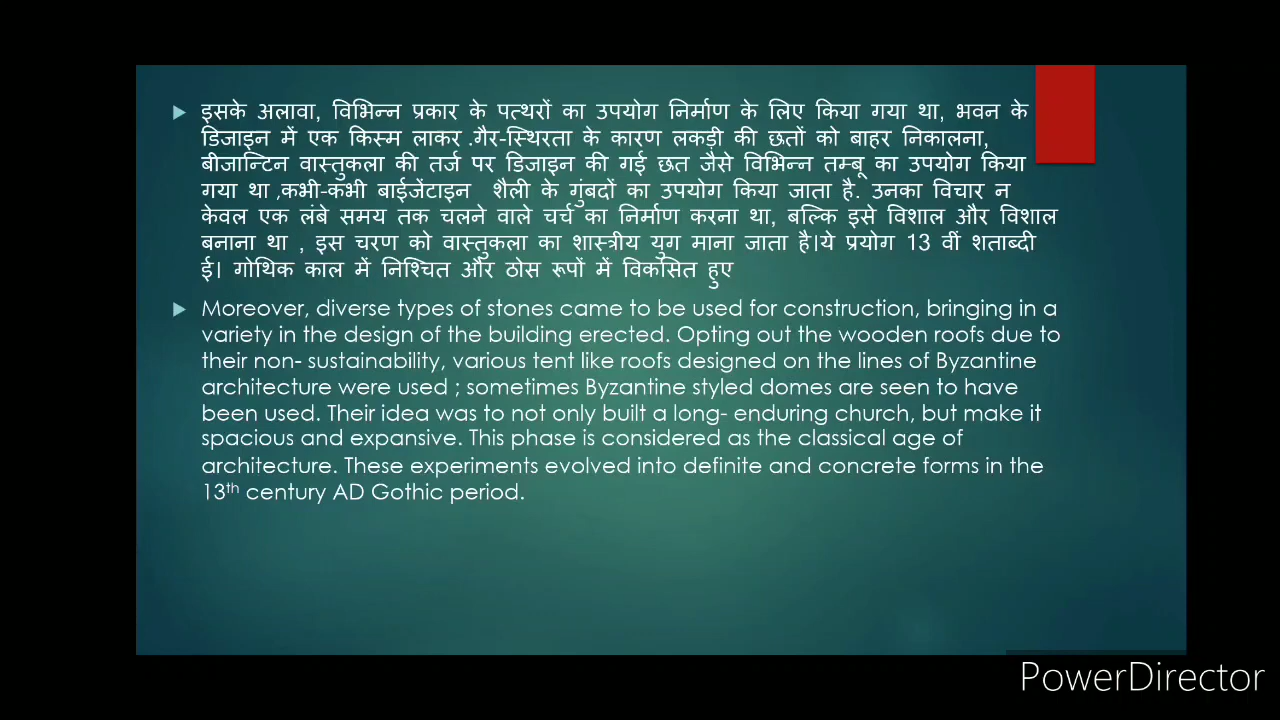 इसके अलावा, विभिन्न प्रकार के पत्थरों का उपयोग निर्माण के लिए किया गया था, भवन के
डिजाइन में एक किस्म लाकर .गैर-स्थिरता के कारण लकड़ी की छतों को बाहर निकालना,
बीजान्टिन वास्तुकला की तर्ज पर डिजाइन की गई छत जैसे विभिन्न तम्बू का उपयोग किया
गया था ,कभी-कभी बाईजेंटाइन शैली के गुंबदों का उपयोग किया जाता है. उनका विचार न
केवल एक लंबे समय तक चलने वाले चर्च का निर्माण करना था, बल्कि इसे विशाल और विशाल
बनाना था , इस चरण को वास्तुकला का शास्त्रीय युग माना जाता है।ये प्रयोग 13 वीं शताब्दी
ई। गोथिक काल में निश्चित और ठोस रूपों में विकसित हुए
Moreover, diverse types of stones came to be used for construction, bringing in a
variety in the design of the building erected. Opting out the wooden roofs due to
their non- sustainability, various tent like roofs designed on the lines of Byzantine
architecture were used ; sometimes Byzantine styled domes are seen to have
been used. Their idea was to not only built a long- enduring church, but make it
spacious and expansive. This phase is considered as the classical age of
architecture. These experiments evolved into definite and concrete forms in the
13th century AD Gothic period.
PowerDirector